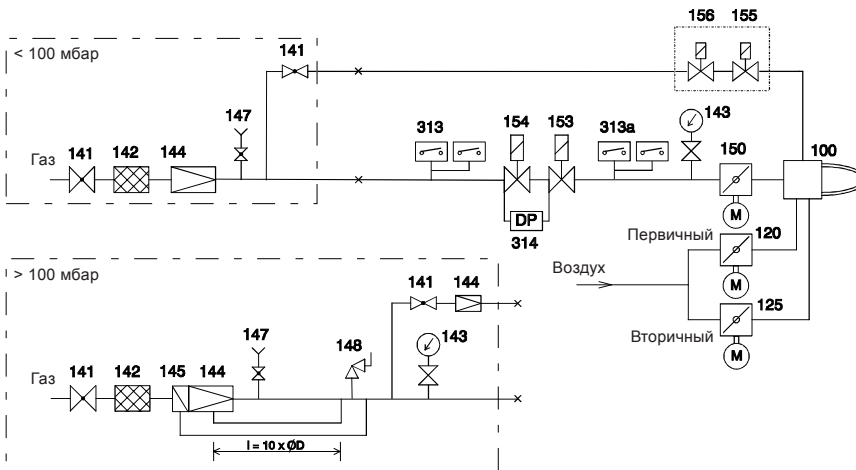 156 155
< 100 мбар
141
147
313
154
153
313a
143
150
100
Газ
141
142
144
DP
314
M
Первичный
120
M
Воздух
125
Вторичный
M
> 100 мбар
141
144
147
148
143
Газ
141
142
145
144
l = 10 x ØD